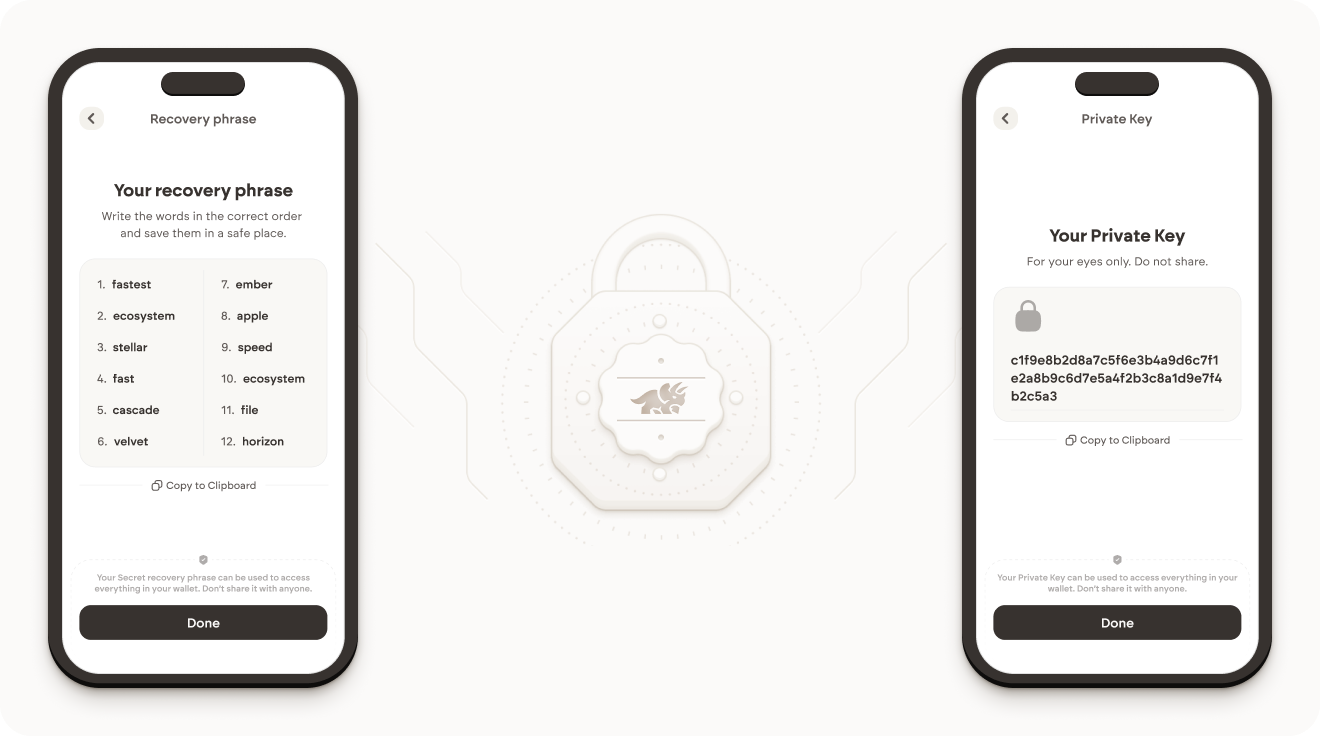 Recovery phrase
Your recovery phrase
Write the words in the correct order
and save them in a safe place.
1. fastest
2. ecosystem
3. stellar
4. fast
5. cascade
6. velvet
7. ember
8. apple
9. speed
10. ecosystem
11. file
12. horizon
Copy to Clipboard
Your Secret recovery phrase can be used to access
everything in your wallet. Don't share it with anyone.
Done
Private Key
Your Private Key
For your eyes only. Do not share.
c1f9e8b2d8a7c5f6e3b4a9d6c7f1
e2a8b9c6d7e5a4f2b3c8a1d9e7f4
b2c5a3
Copy to Clipboard
Your Private Key can be used to access everything in your
wallet. Don't share it with anyone.
Done